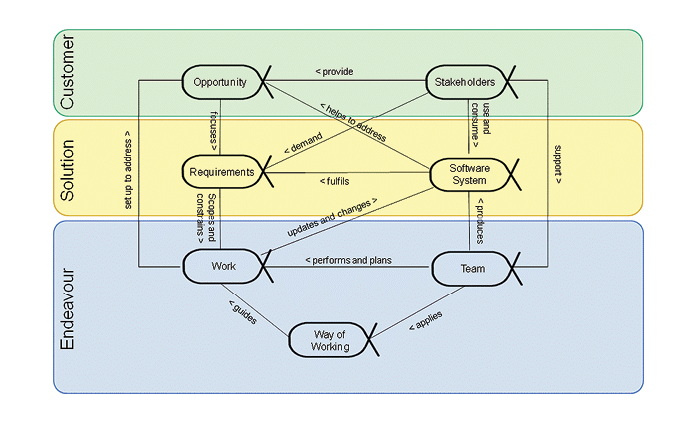 Customer
Opportunity
< provide
Stakeholders
focuses >
< helps to address
use and
consume >
< demand
set up to address >
support >
Solution
Requirements
< fulfils
Software
System
Scopes and
constrains >
updates and changes >
< produces
Endeavour
Work
< performs and plans
Team
< guides
Way of
Working
< applies